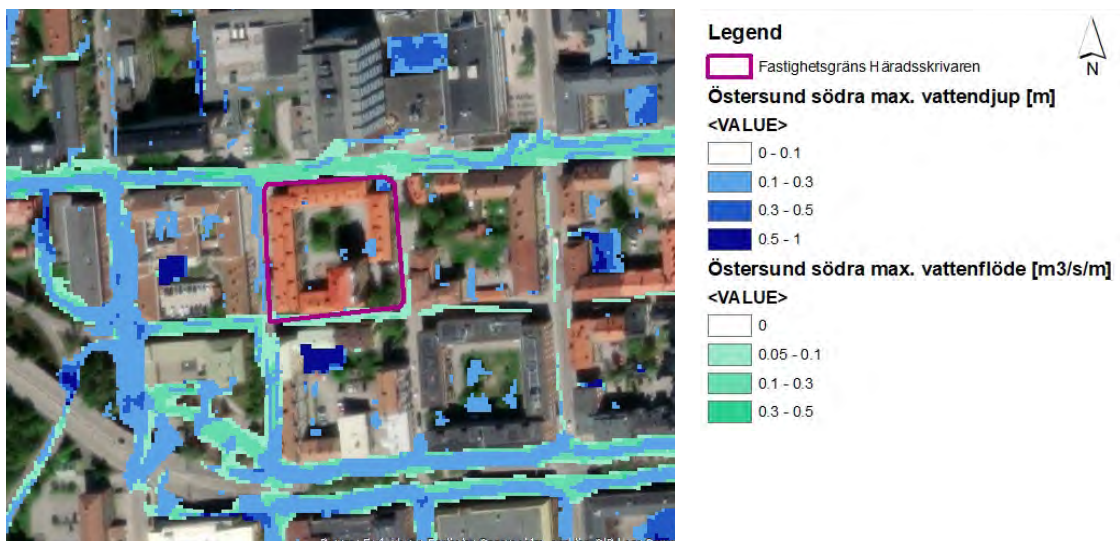 Legend
N
Fastighetsgräns Häradsskrivaren
Östersund södra max. vattendjup [m]
<VALUE>
0 - 0.1
0.1 - 0.3
0.3 - 0.5
0.5 - 1
Östersund södra max. vattenflöde [m3/s/m]
<VALUE>
0
0.05 - 0.1
0.1 - 0.3
0.3 - 0.5